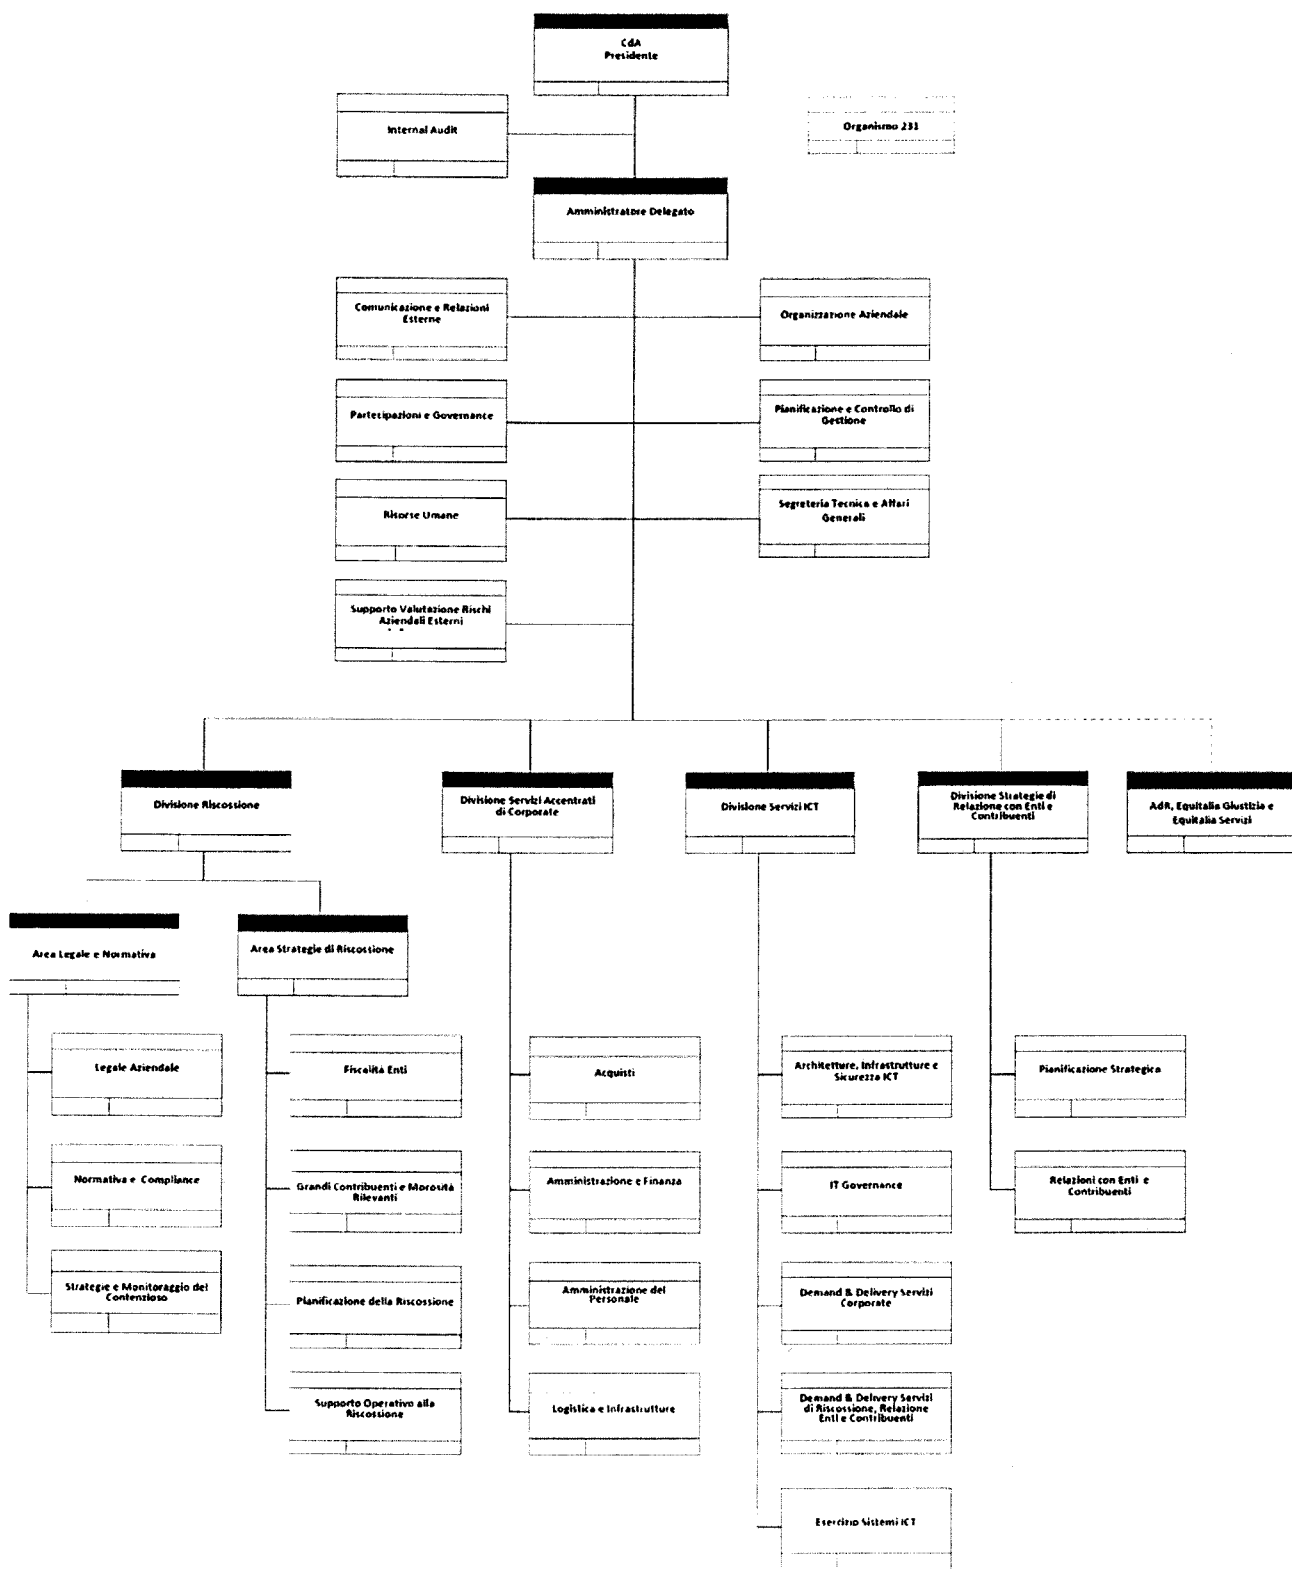 CdA
Presidente
Internal Audit
Organismo 231
Amministratore Delegato
Comunicazione e Relazioni
Esterne
Organizzazione Aziendale
Partecipazioni e Governance
Pianificazione e Controllo di
Gestione
Risorse Umane
Segreteria Tecnica e Affari
Generali
Supporto Valutazione Rischi
Aziendali Esterni
Divisione Riscossione
Divisione Servizi Accentrati
di Corporate
Divisione Servizi ICT
Divisione Strategie di
Relazione con Enti e
Contribuenti
AdR, Equitalia Giustizia e
Equitalia Servizi
Area Legale e Normativa
Area Strategie di Riscossione
Legale Aziendale
Fiscalità Enti
Acquisti
Architetture, Infrastrutture e
Sicurezza ICT
Pianificazione Strategica
Normativa e Compliance
Grandi Contribuenti e Morosità
Rilevanti
Amministrazione e Finanza
IT Governance
Relazioni con Enti e
Contribuenti
Strategie e Monitoraggio del
Contenzioso
Pianificazione della Riscossione
Amministrazione del
Personale
Demand & Delivery Servizi
Corporate
Supporto Operativo alla
Riscossione
Logistica e Infrastrutture
Demand & Delivery Servizi
di Riscossione, Relazione
Enti e Contribuenti
Esercizio Sistemi ICT